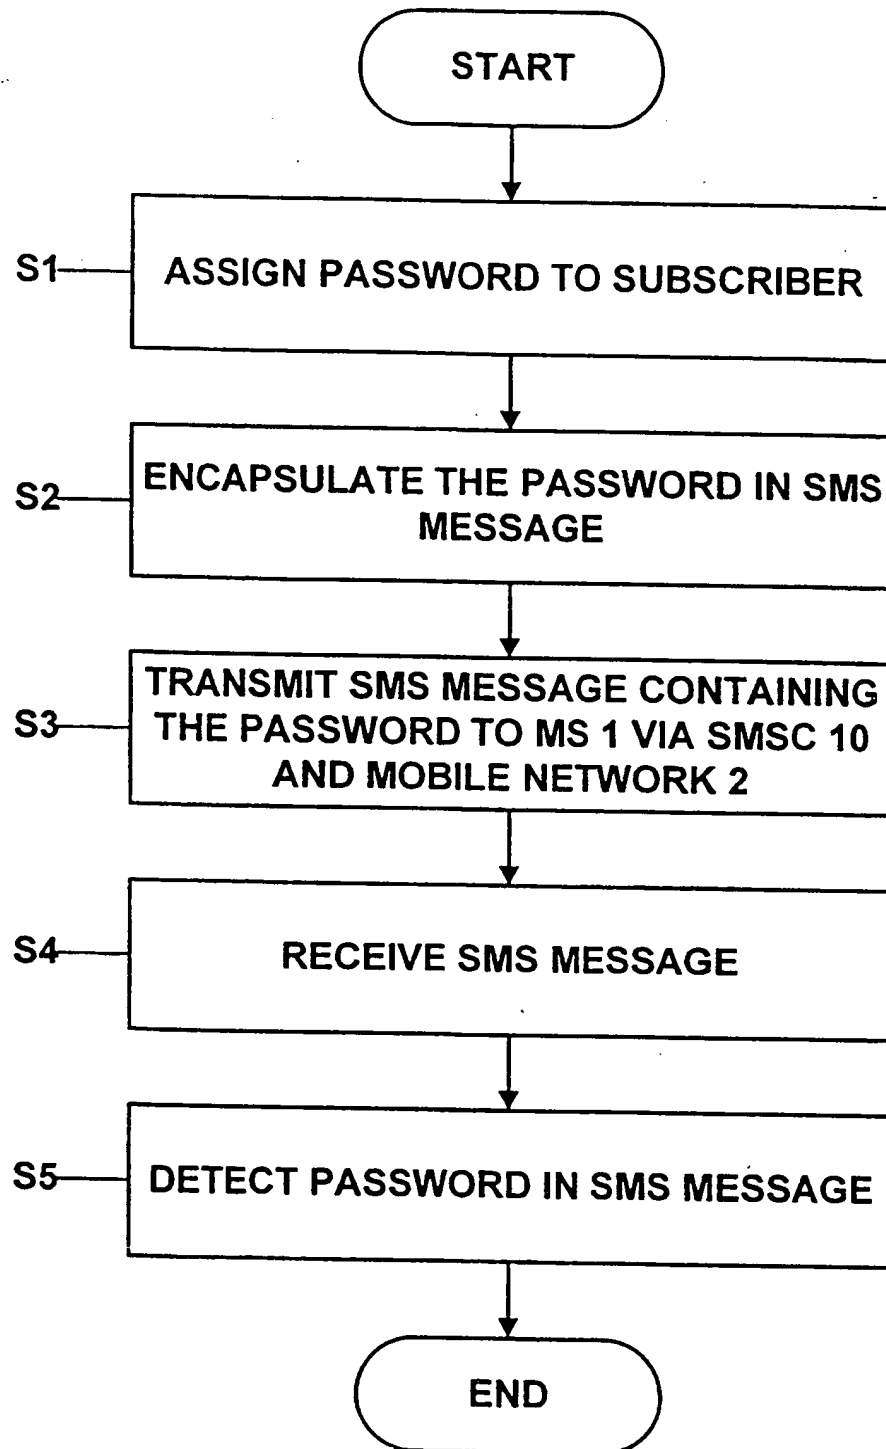 START
S1
ASSIGN PASSWORD TO SUBSCRIBER
S2
ENCAPSULATE THE PASSWORD IN SMS
MESSAGE
S3
TRANSMIT SMS MESSAGE CONTAINING
THE PASSWORD TO MS 1 VIA SMSC 10
AND MOBILE NETWORK 2
S4
RECEIVE SMS MESSAGE
S5
DETECT PASSWORD IN SMS MESSAGE
END